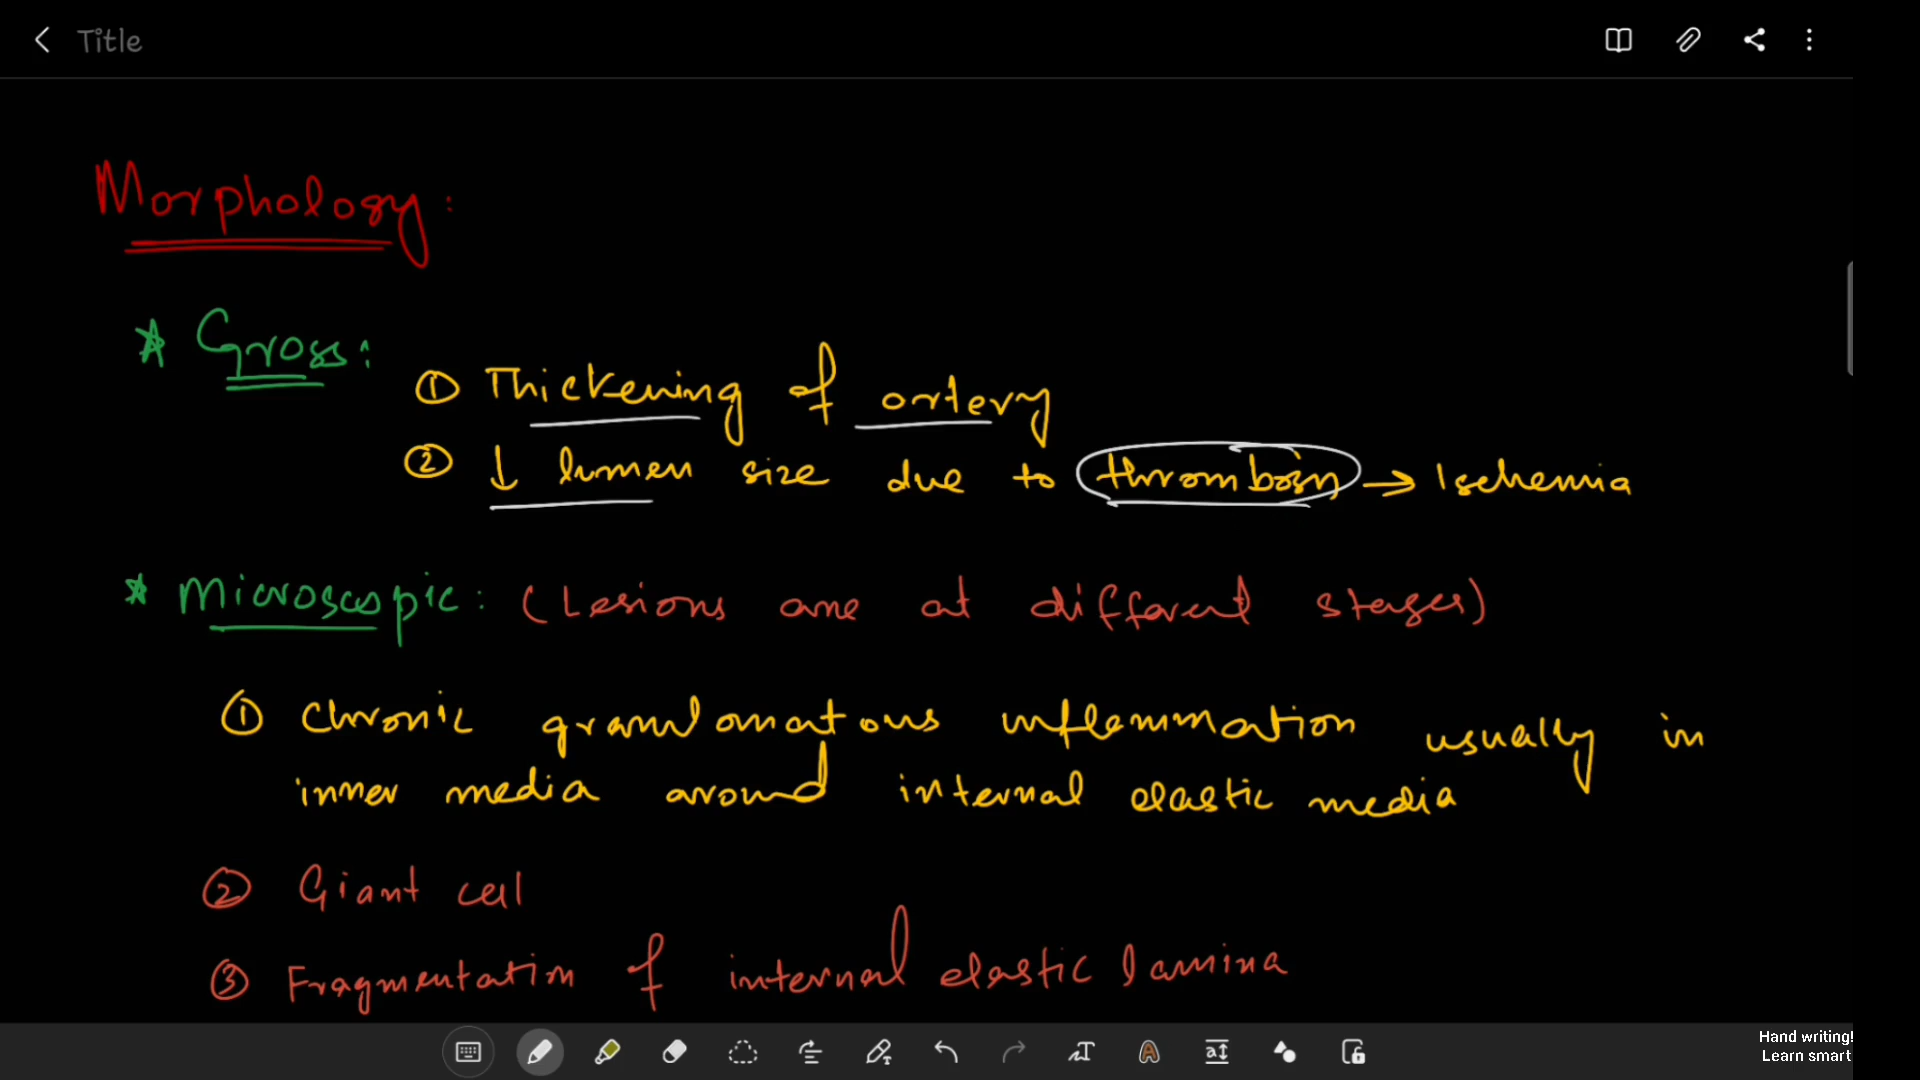 Title
Morphology:
* Gross:
① Thickening of artery
② ↓ lumen size due to thrombosis → Ischemia
* Microscopic: (Lesions are at different stages)
① Chronic granulomatous inflammation usually in
inner media around internal elastic media
② Giant cell
③ Fragmentation of internal elastic lamina
Hand writing!
Learn smart